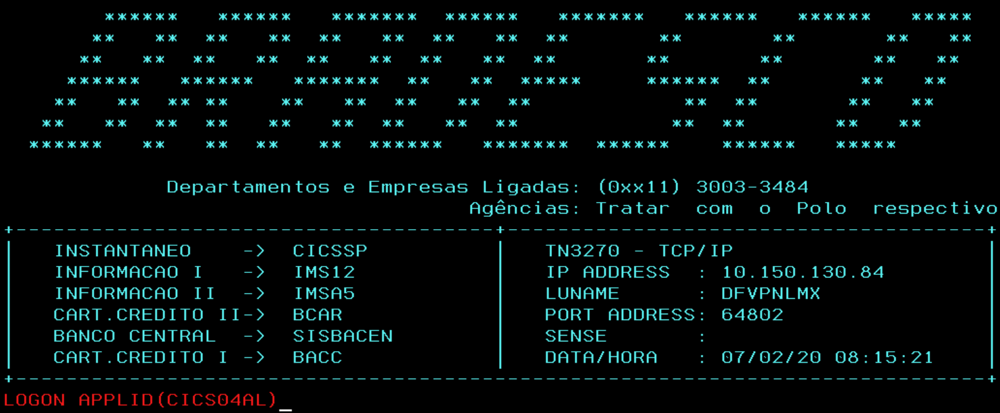 BRADESCO
Departamentos e Empresas Ligadas: (0xx11) 3003-3484
Agências: Tratar com o Polo respectivo
INSTANTANEO -> CICSSP TN3270 - TCP/IP
INFORMACAO I -> IMS12 IP ADDRESS : 10.150.130.84
INFORMACAO II -> IMSA5 LUNAME : DFVPNLMX
CART.CREDITO II-> BCAR PORT ADDRESS: 64802
BANCO CENTRAL -> SISBACEN SENSE :
CART.CREDITO I -> BACC DATA/HORA : 07/02/20 08:15:21
LOGON APPLID(CICS04AL)_